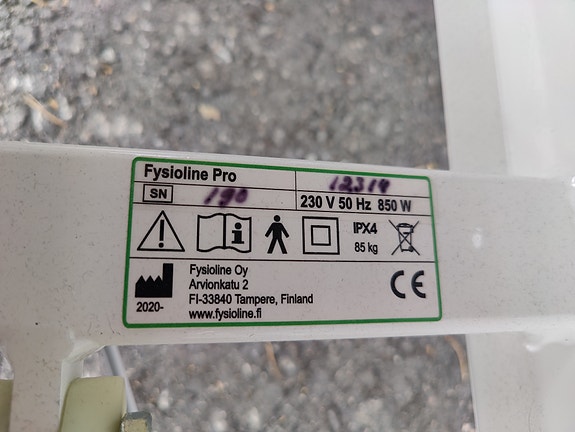 Fysioline Pro
12314
SN 190
230 V 50 Hz 850 W
IPX4
85 kg
2020-
Fysioline Oy
Arvionkatu 2
FI-33840 Tampere, Finland
www.fysioline.fi
CE